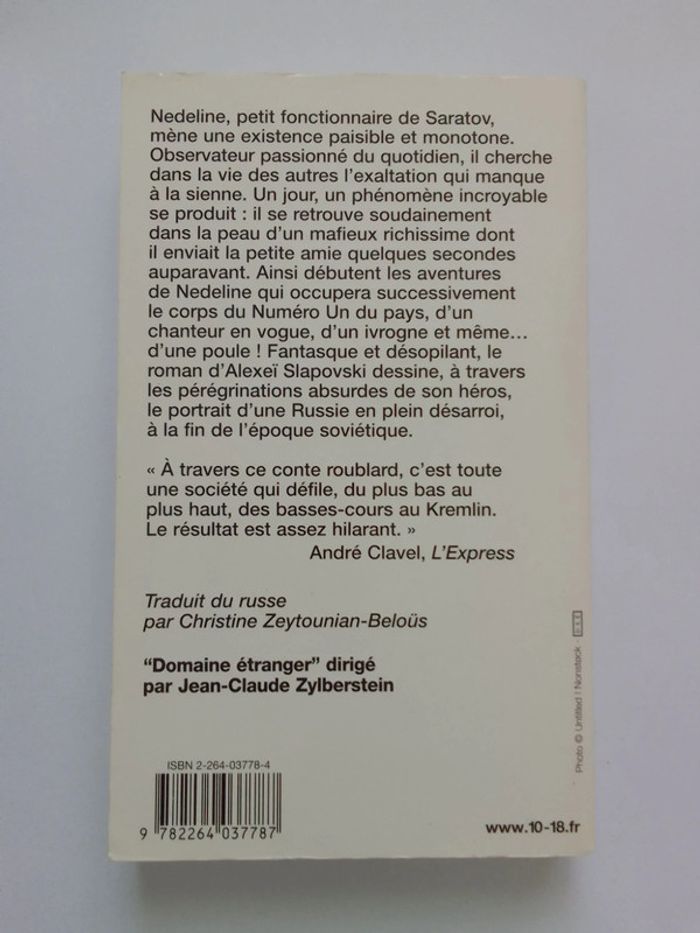 Nedeline, petit fonctionnaire de Saratov,
mène une existence paisible et monotone.
Observateur passionné du quotidien, il cherche
dans la vie des autres l'exaltation qui manque
à la sienne. Un jour, un phénomène incroyable
se produit : il se retrouve soudainement
dans la peau d'un mafieux richissime dont
il enviait la petite amie quelques secondes
auparavant. Ainsi débutent les aventures
de Nedeline qui occupera successivement
le corps du Numéro Un du pays, d'un
chanteur en vogue, d'un ivrogne et même...
d'une poule ! Fantasque et désopilant, le
roman d'Alexeï Slapovski dessine, à travers
les pérégrinations absurdes de son héros,
le portrait d'une Russie en plein désarroi,
à la fin de l'époque soviétique.
« À travers ce conte roublard, c'est toute
une société qui défile, du plus bas au
plus haut, des basses-cours au Kremlin.
Le résultat est assez hilarant. »
André Clavel, L'Express
Traduit du russe
par Christine Zeytounian-Beloüs
"Domaine étranger" dirigé
par Jean-Claude Zylberstein
Photo © Untitled / Nonstock -
ISBN 2-264-03778-4
9 782264 037787
www.10-18.fr